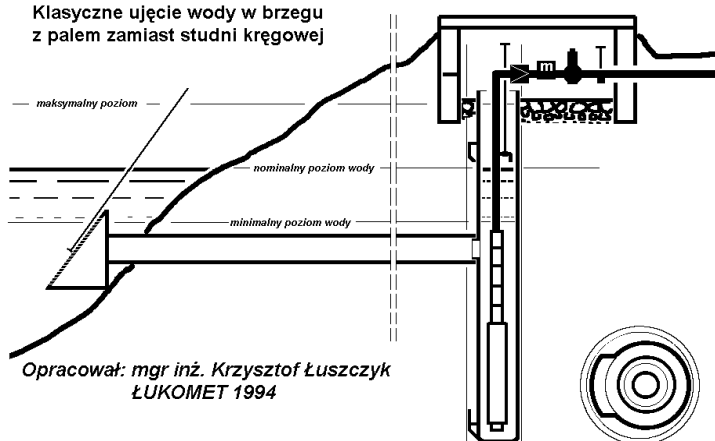 Klasyczne ujęcie wody w brzegu
z palem zamiast studni kręgowej
maksymalny poziom
nominalny poziom wody
minimalny poziom wody
Opracował: mgr inż. Krzysztof Łuszczyk
ŁUKOMET 1994